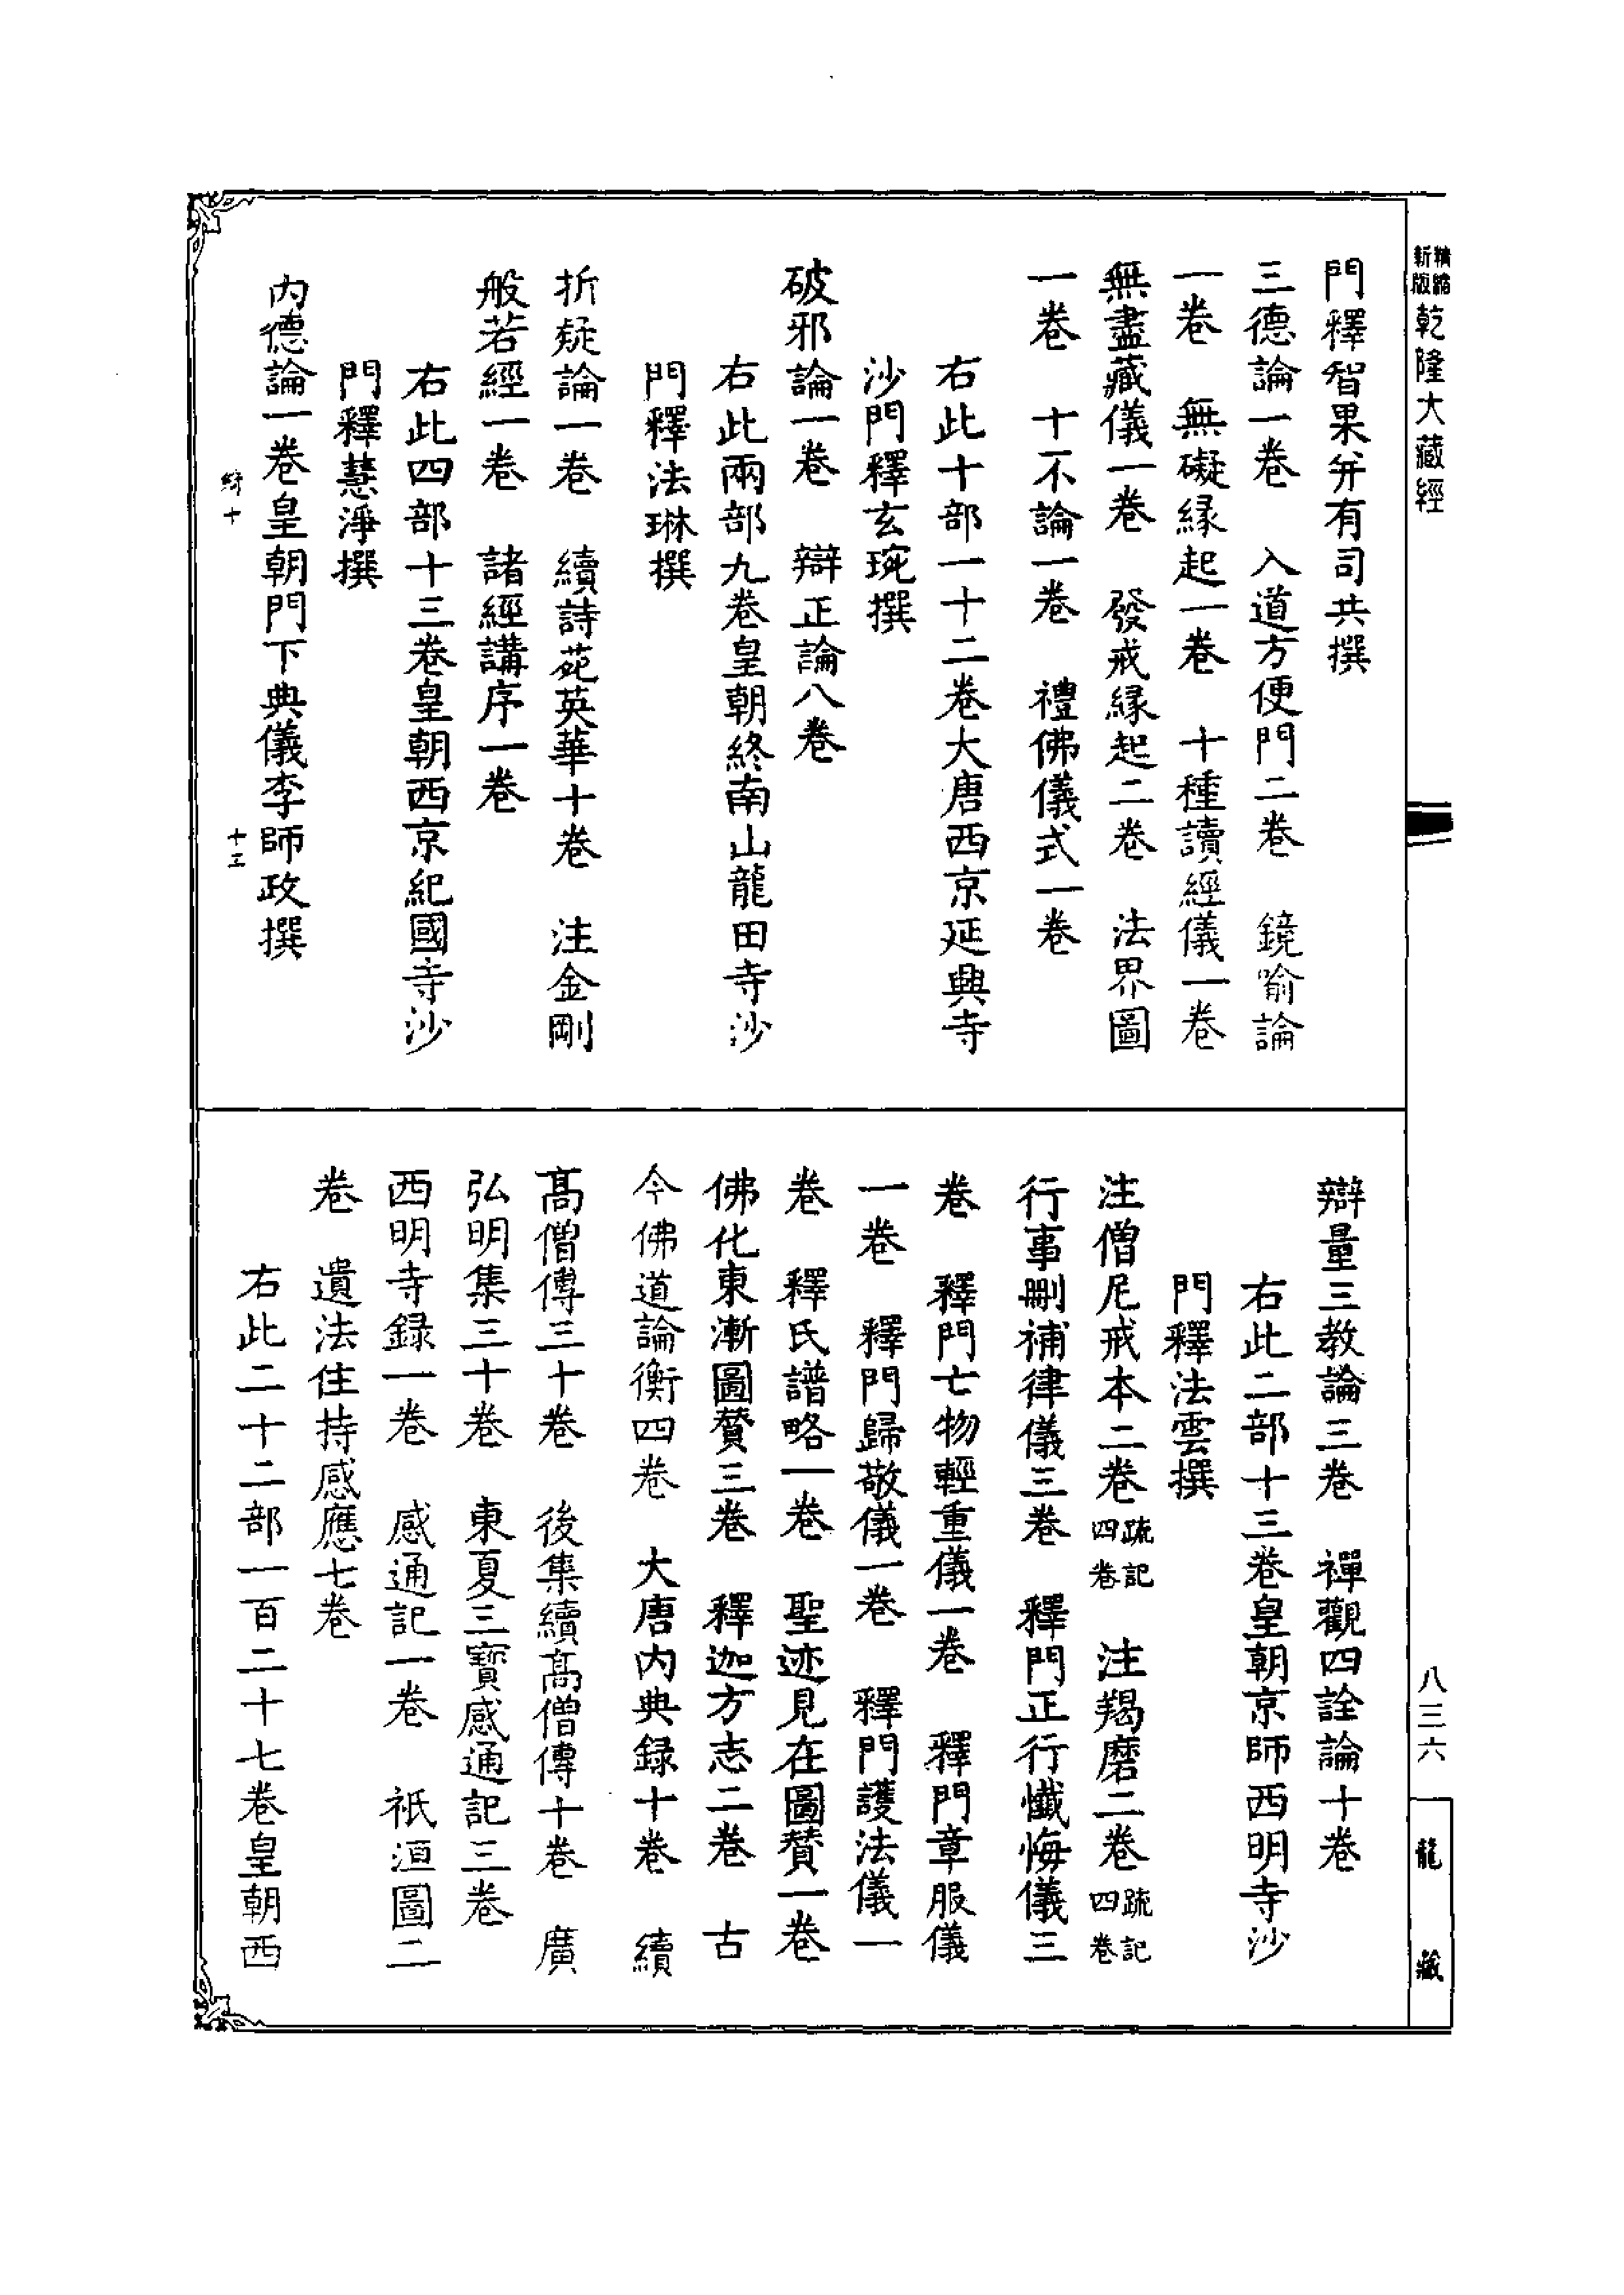 精縮新版乾隆大藏經
門釋智果并有司共撰
三德論一卷　入道方便門二卷　鏡喻論
一卷　無礙緣起一卷　十種讀經儀一卷
無盡藏儀一卷　發戒緣起二卷　法界圖
一卷　十不論一卷　禮佛儀式一卷
右此十部一十二卷大唐西京延興寺
沙門釋玄琬撰
破邪論一卷　辯正論八卷
右此兩部九卷皇朝終南山龍田寺沙
門釋法琳撰
折疑論一卷　續詩苑英華十卷　注金剛
般若經一卷　諸經講序一卷
右此四部十三卷皇朝西京紀國寺沙
門釋慧淨撰
內德論一卷皇朝門下典儀李師政撰
綺十　十五
辯量三教論三卷　禪觀四詮論十卷
右此二部十三卷皇朝京師西明寺沙
門釋法雲撰
注僧尼戒本二卷疏記四卷　注羯磨二卷疏記四卷
行事刪補律儀三卷　釋門正行懺悔儀三
卷　釋門七物輕重儀一卷　釋門章服儀
一卷　釋門歸敬儀一卷　釋門護法儀一
卷　釋氏譜略一卷　聖迹見在圖贊一卷
佛化東漸圖贊三卷　釋迦方志二卷　古
今佛道論衡四卷　大唐內典録十卷　續
髙僧傳三十卷　後集續髙僧傳十卷　廣
弘明集三十卷　東夏三寶感通記三卷
西明寺録一卷　感通記一卷　祇洹圖二
卷　遺法住持感應七卷
右此二十二部一百二十七卷皇朝西
八三六
龍藏